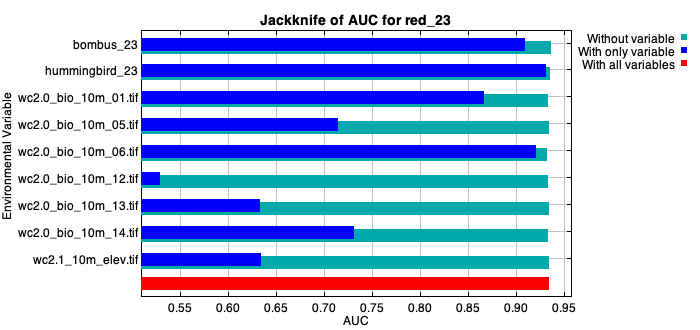 Jackknife of AUC for red_23
Without variable
With only variable
With all variables
Environmental Variable
bombus_23
hummingbird_23
wc2.0_bio_10m_01.tif
wc2.0_bio_10m_05.tif
wc2.0_bio_10m_06.tif
wc2.0_bio_10m_12.tif
wc2.0_bio_10m_13.tif
wc2.0_bio_10m_14.tif
wc2.1_10m_elev.tif
0.55 0.60 0.65 0.70 0.75 0.80 0.85 0.90 0.95
AUC